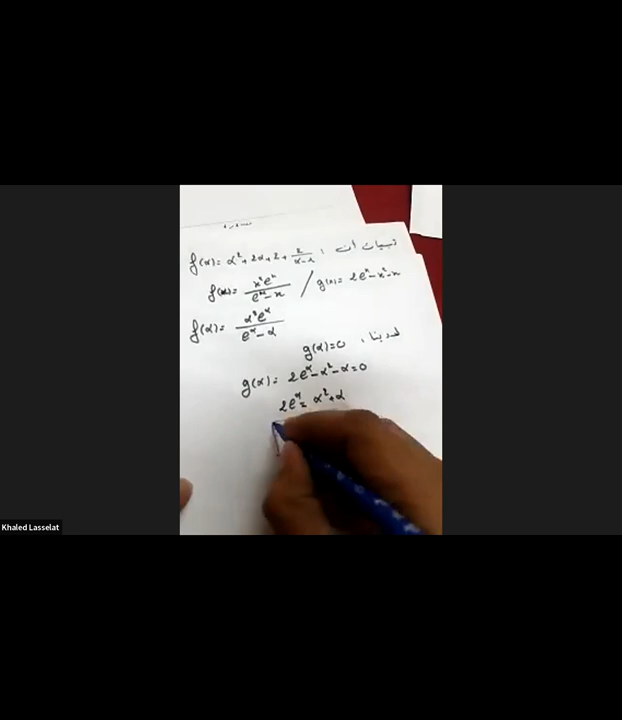 تبيان أن : f(α) = α² + 2α + 2 + 2/(α-1)
f(x) = x²eˣ/(eˣ-x) / g(x) = 2eˣ-x²-x
f(α) = α²e^α/(e^α-α)
لدينا : g(α)=0
g(α) = 2e^α-α²-α=0
2e^α = α²+α
Khaled Lasselat